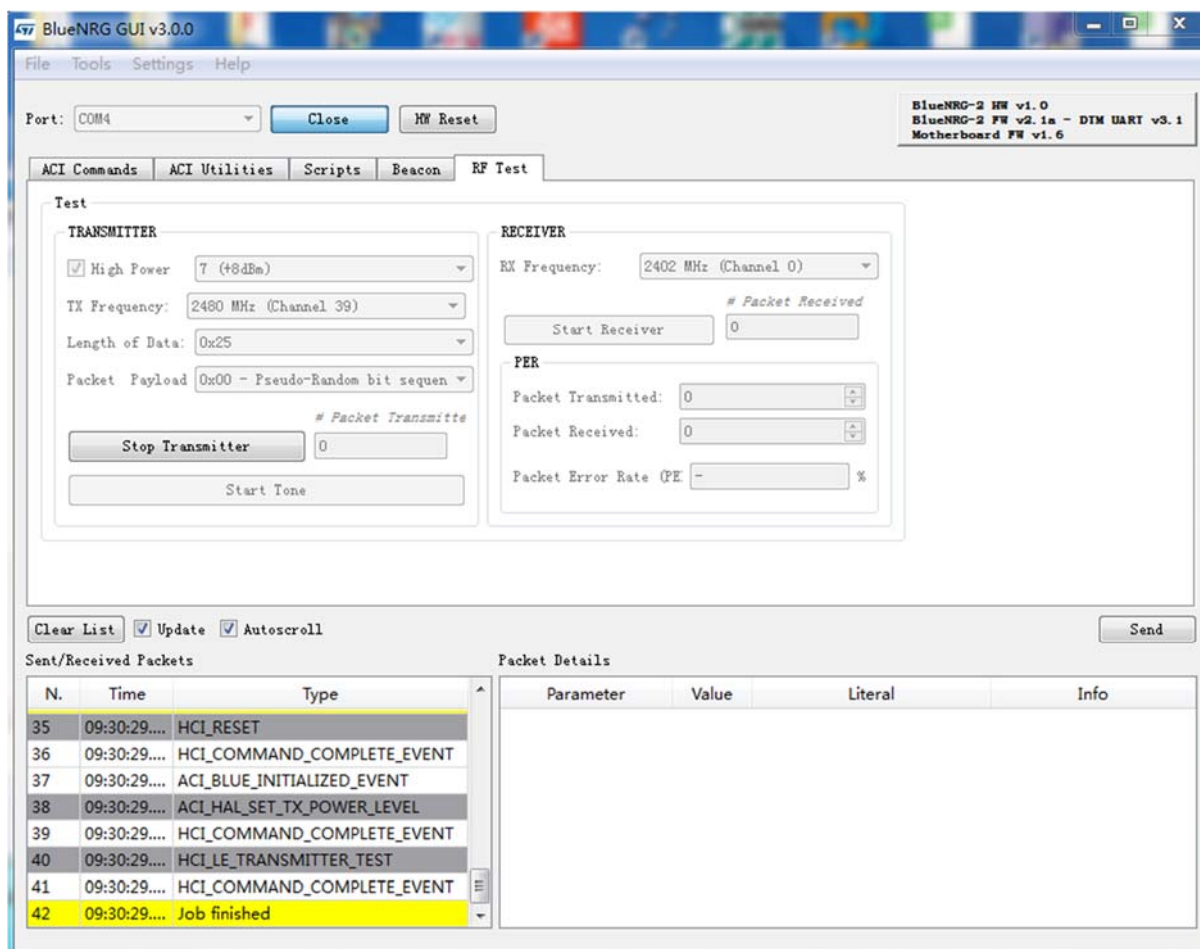 BlueNRG GUI v3.0.0
File Tools Settings Help
Port: COM4 Close HW Reset
BlueNRG-2 HW v1.0
BlueNRG-2 FW v2.1a - DTM UART v3.1
Motherboard FW v1.6
ACI Commands ACI Utilities Scripts Beacon RF Test
Test
TRANSMITTER
High Power 7 (+8dBm)
TX Frequency: 2480 MHz (Channel 39)
Length of Data: 0x25
Packet Payload 0x00 - Pseudo-Random bit sequen
# Packet Transmitte
Stop Transmitter 0
Start Tone
RECEIVER
RX Frequency: 2402 MHz (Channel 0)
# Packet Received
Start Receiver 0
PER
Packet Transmitted: 0
Packet Received: 0
Packet Error Rate (PE - %
Clear List Update Autoscroll Send
Sent/Received Packets
N. Time Type
35 09:30:29.... HCI_RESET
36 09:30:29.... HCI_COMMAND_COMPLETE_EVENT
37 09:30:29.... ACI_BLUE_INITIALIZED_EVENT
38 09:30:29.... ACI_HAL_SET_TX_POWER_LEVEL
39 09:30:29.... HCI_COMMAND_COMPLETE_EVENT
40 09:30:29.... HCI_LE_TRANSMITTER_TEST
41 09:30:29.... HCI_COMMAND_COMPLETE_EVENT
42 09:30:29.... Job finished
Packet Details
Parameter Value Literal Info